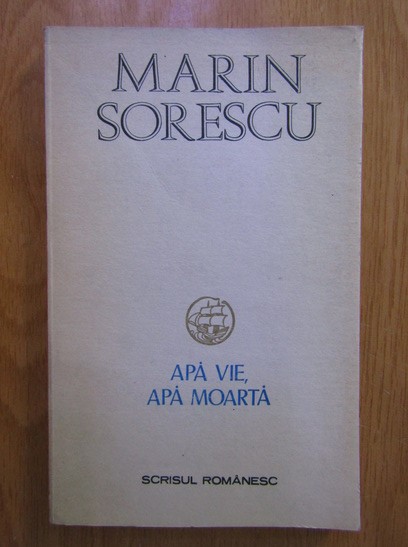 MARIN
SORESCU
APĂ VIE,
APĂ MOARTĂ
SCRISUL ROMÂNESC